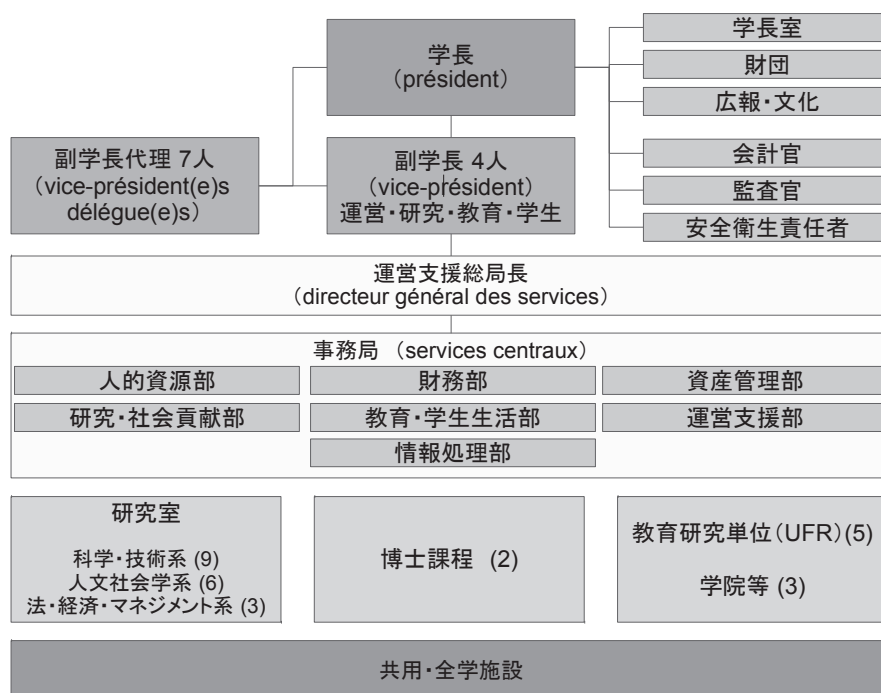 学長
（président）
学長室
財団
広報・文化
会計官
監査官
安全衛生責任者
副学長代理 7人
（vice-président(e)s
délégue(e)s）
副学長 4人
（vice-président）
運営・研究・教育・学生
運営支援総局長
（directeur général des services）
事務局 （services centraux）
人的資源部
財務部
資産管理部
研究・社会貢献部
教育・学生生活部
運営支援部
情報処理部
研究室
科学・技術系 (9)
人文社会学系 (6)
法・経済・マネジメント系 (3)
博士課程 (2)
教育研究単位（UFR）(5)
学院等 (3)
共用・全学施設